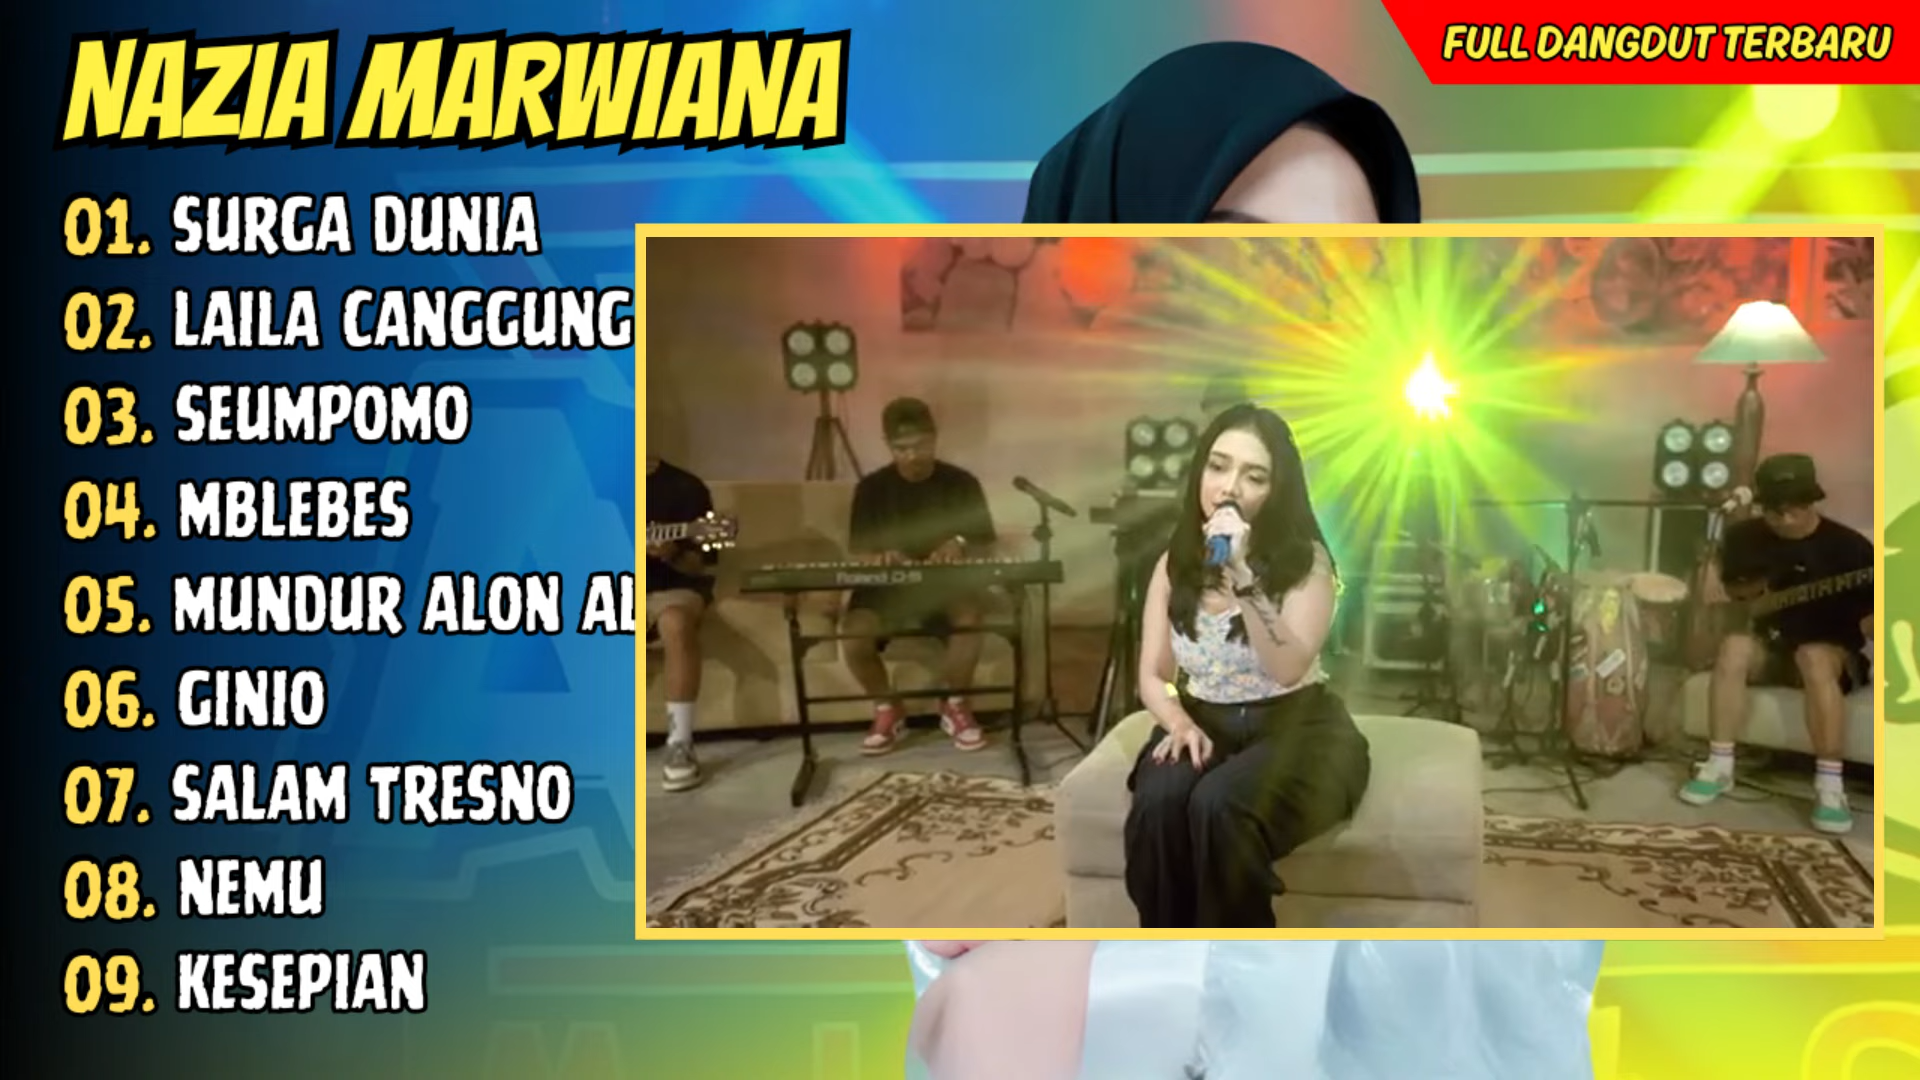 NAZIA MARWIANA
FULL DANGDUT TERBARU
01. SURGA DUNIA
02. LAILA CANGGUNG
03. SEUMPOMO
04. MBLEBES
05. MUNDUR ALON AL
06. GINIO
07. SALAM TRESNO
08. NEMU
09. KESEPIAN
Roland